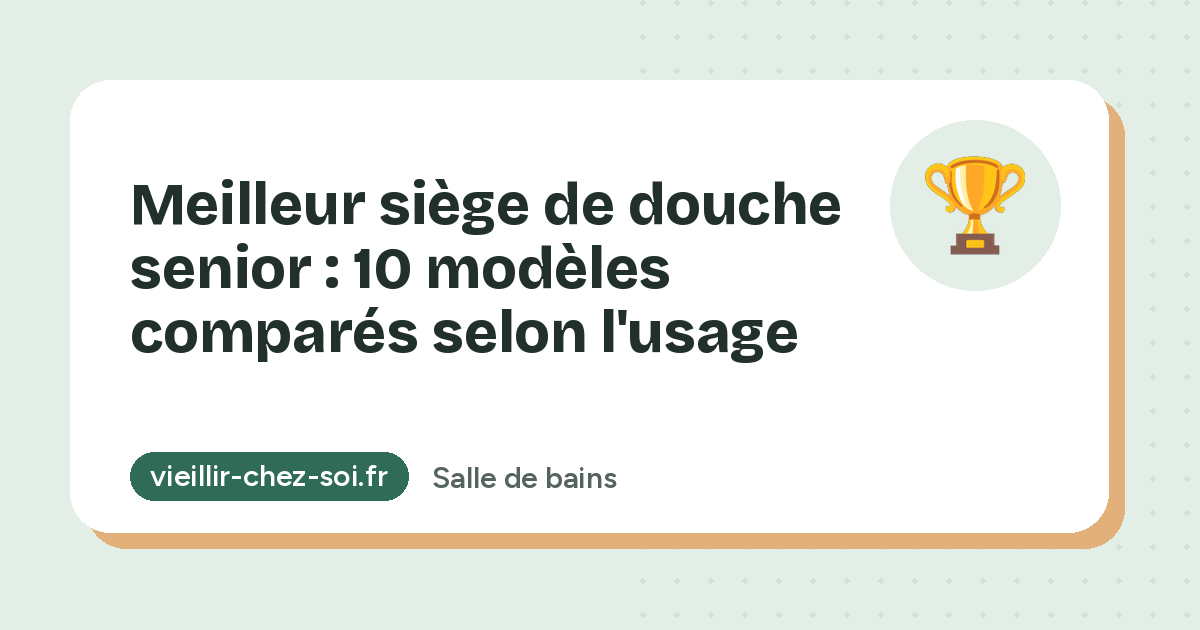 Meilleur siège de douche
senior : 10 modèles
comparés selon l'usage
vieillir-chez-soi.fr
Salle de bains